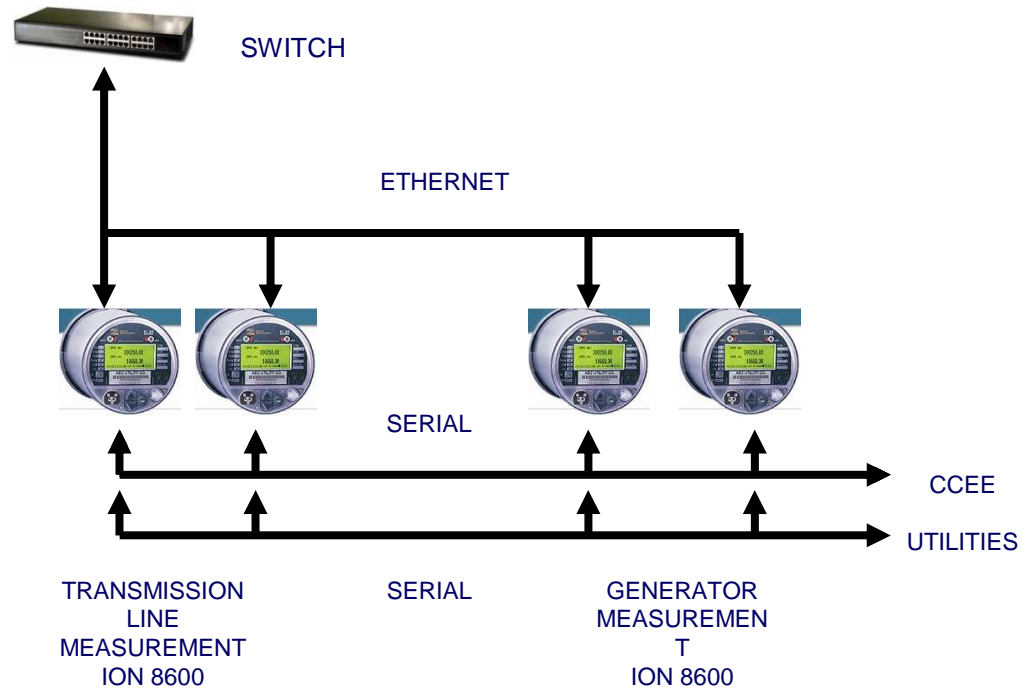 SWITCH
ETHERNET
SERIAL
CCEE
UTILITIES
TRANSMISSION
LINE
MEASUREMENT
ION 8600
SERIAL
GENERATOR
MEASUREMEN
T
ION 8600